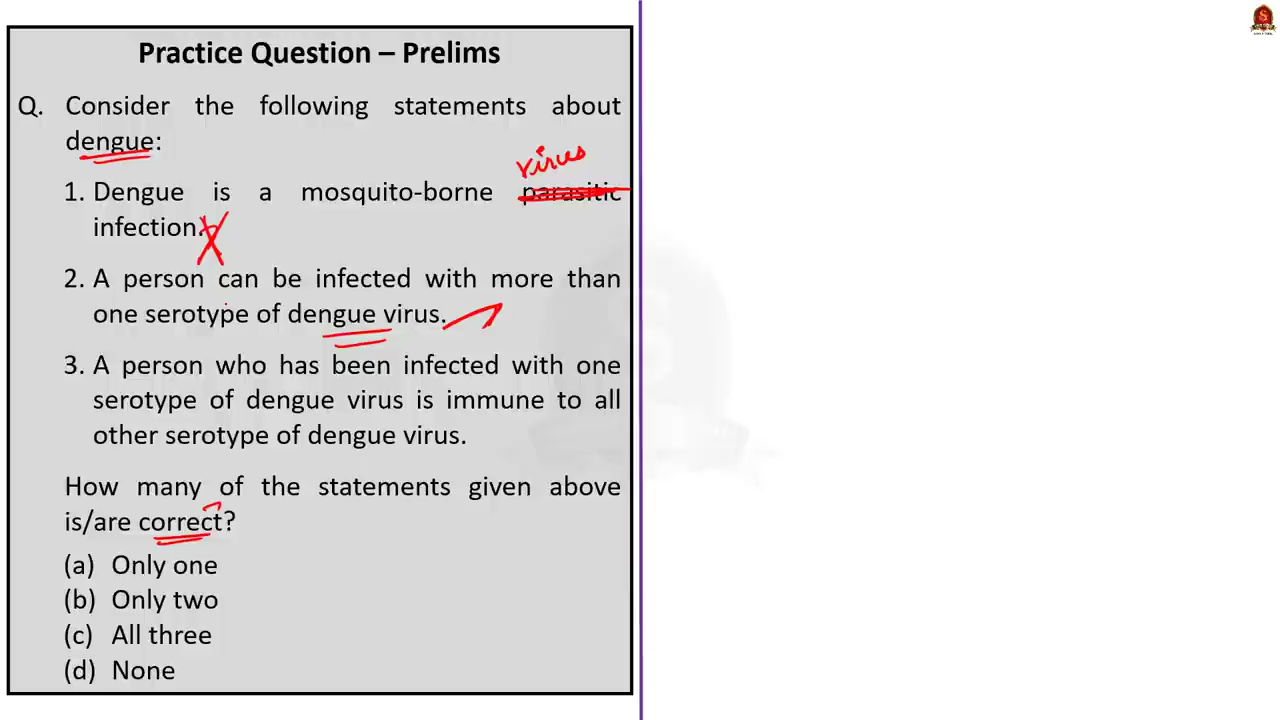 Practice Question – Prelims
Q. Consider the following statements about
dengue:
virus
1. Dengue is a mosquito-borne parasitic
infection.
2. A person can be infected with more than
one serotype of dengue virus.
3. A person who has been infected with one
serotype of dengue virus is immune to all
other serotype of dengue virus.
How many of the statements given above
is/are correct?
(a) Only one
(b) Only two
(c) All three
(d) None